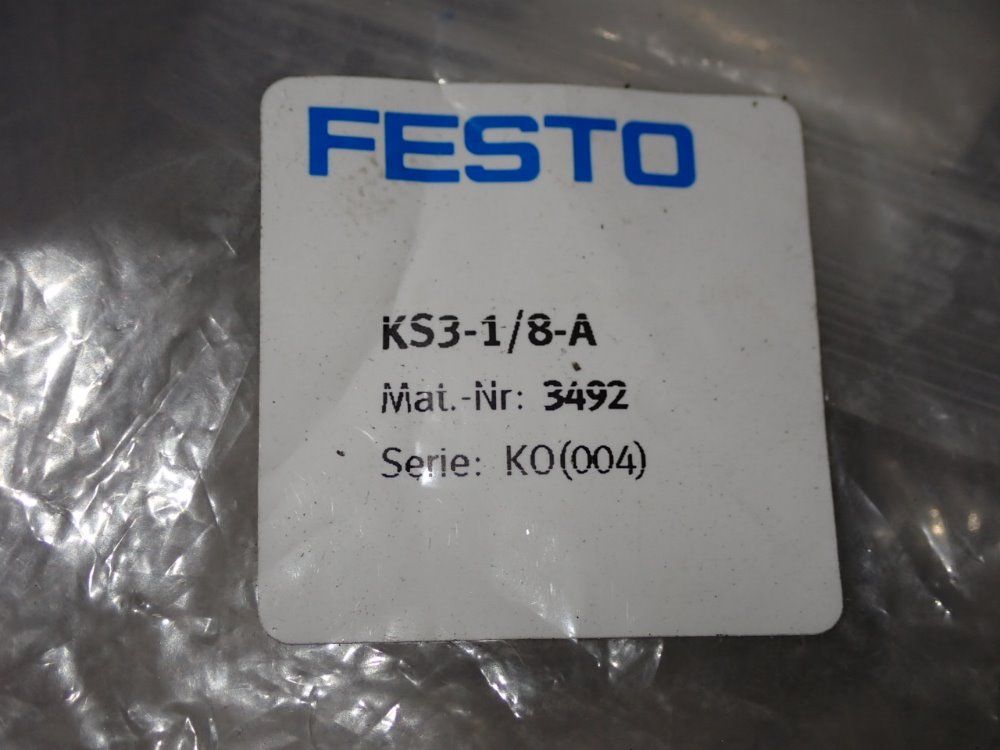 FESTO
KS3-1/8-A
Mat.-Nr: 3492
Serie: KO(004)